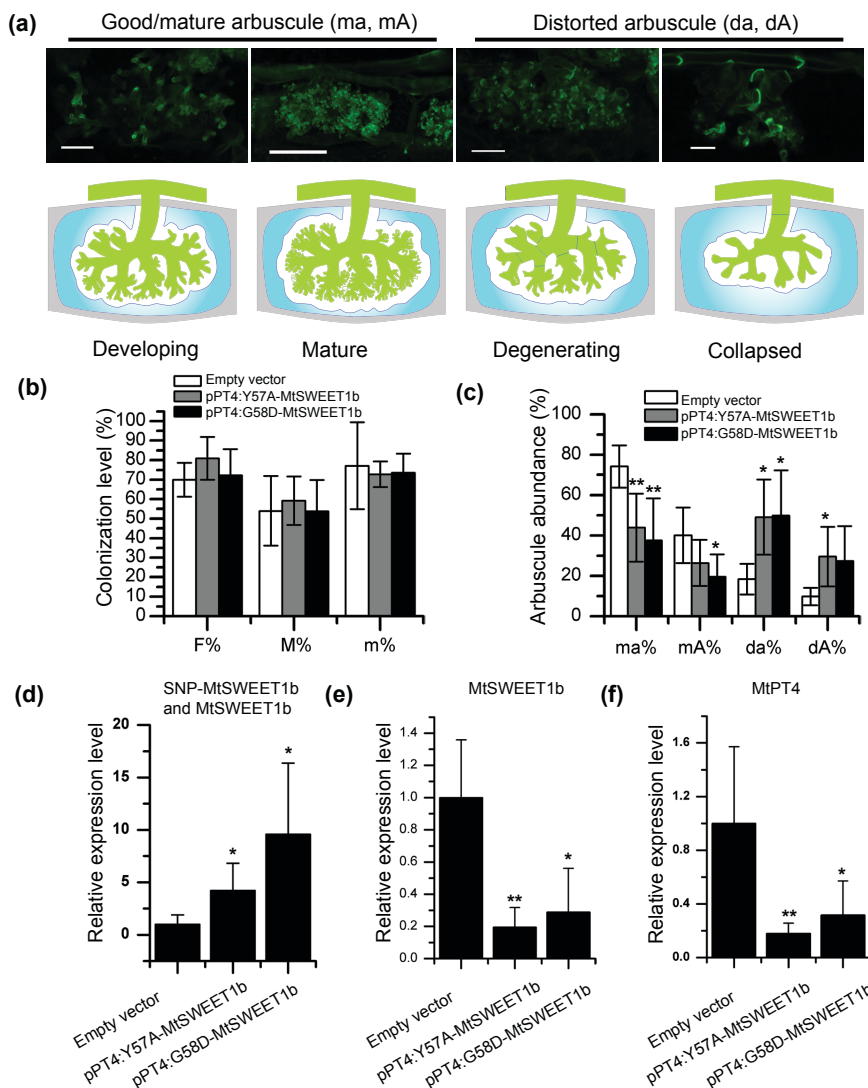 (a)
Good/mature arbuscule (ma, mA)
Distorted arbuscule (da, dA)
Developing
Mature
Degenerating
Collapsed
(b)
Empty vector
pPT4:Y57A-MtSWEET1b
pPT4:G58D-MtSWEET1b
Colonization level (%)
100
90
80
70
60
50
40
30
20
10
0
F%
M%
m%
(c)
Empty vector
pPT4:Y57A-MtSWEET1b
pPT4:G58D-MtSWEET1b
Arbuscule abundance (%)
100
80
60
40
20
0
** **
*
* *
*
ma%
mA%
da%
dA%
(d)
SNP-MtSWEET1b
and MtSWEET1b
Relative expression level
20
15
10
5
0
*
*
Empty vector
pPT4:Y57A-MtSWEET1b
pPT4:G58D-MtSWEET1b
(e)
MtSWEET1b
Relative expression level
1.4
1.2
1.0
0.8
0.6
0.4
0.2
0.0
**
*
Empty vector
pPT4:Y57A-MtSWEET1b
pPT4:G58D-MtSWEET1b
(f)
MtPT4
Relative expression level
1.6
1.2
0.8
0.4
0.0
**
*
Empty vector
pPT4:Y57A-MtSWEET1b
pPT4:G58D-MtSWEET1b